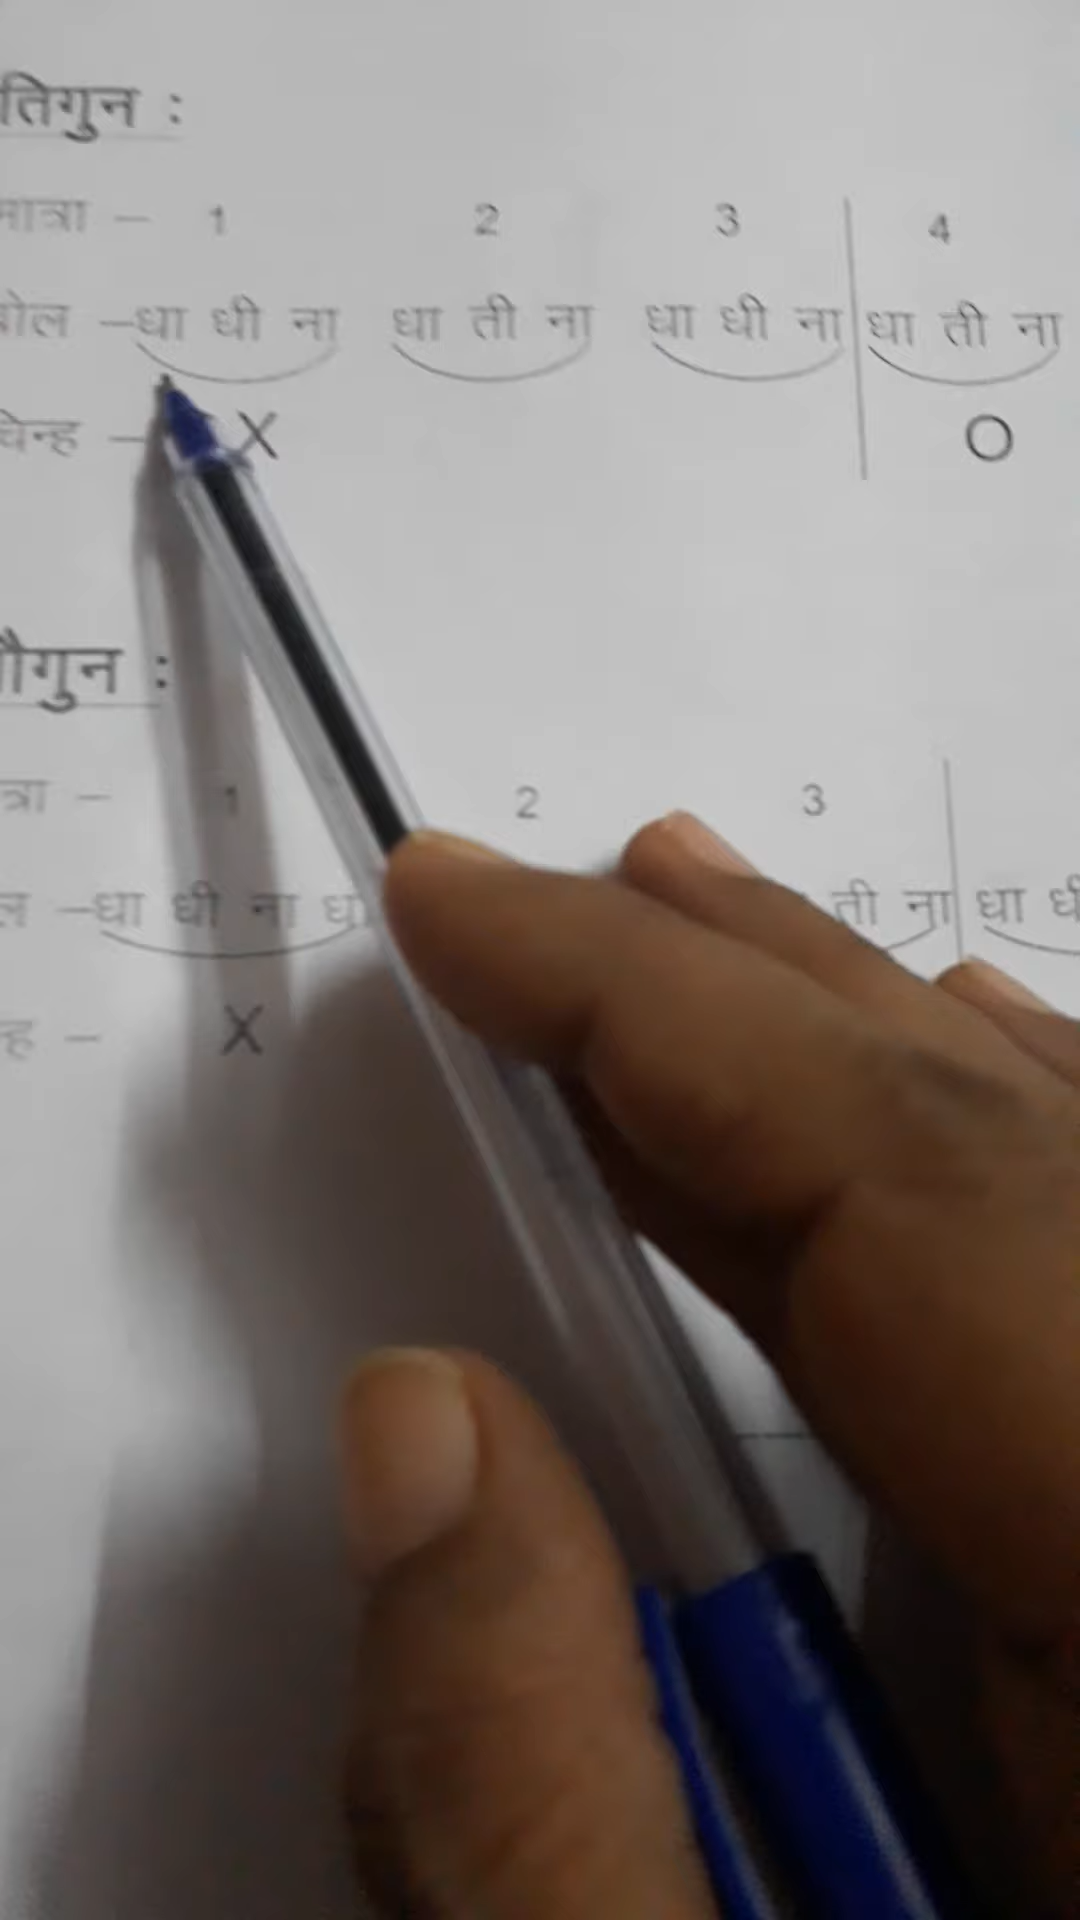 तिगुन :
मात्रा – 1 2 3 4
बोल – धा धी ना धा ती ना धा धी ना धा ती ना
चिन्ह – X O
चौगुन :
मात्रा – 1 2 3
बोल – धा धी ना धा ती ना धा
X